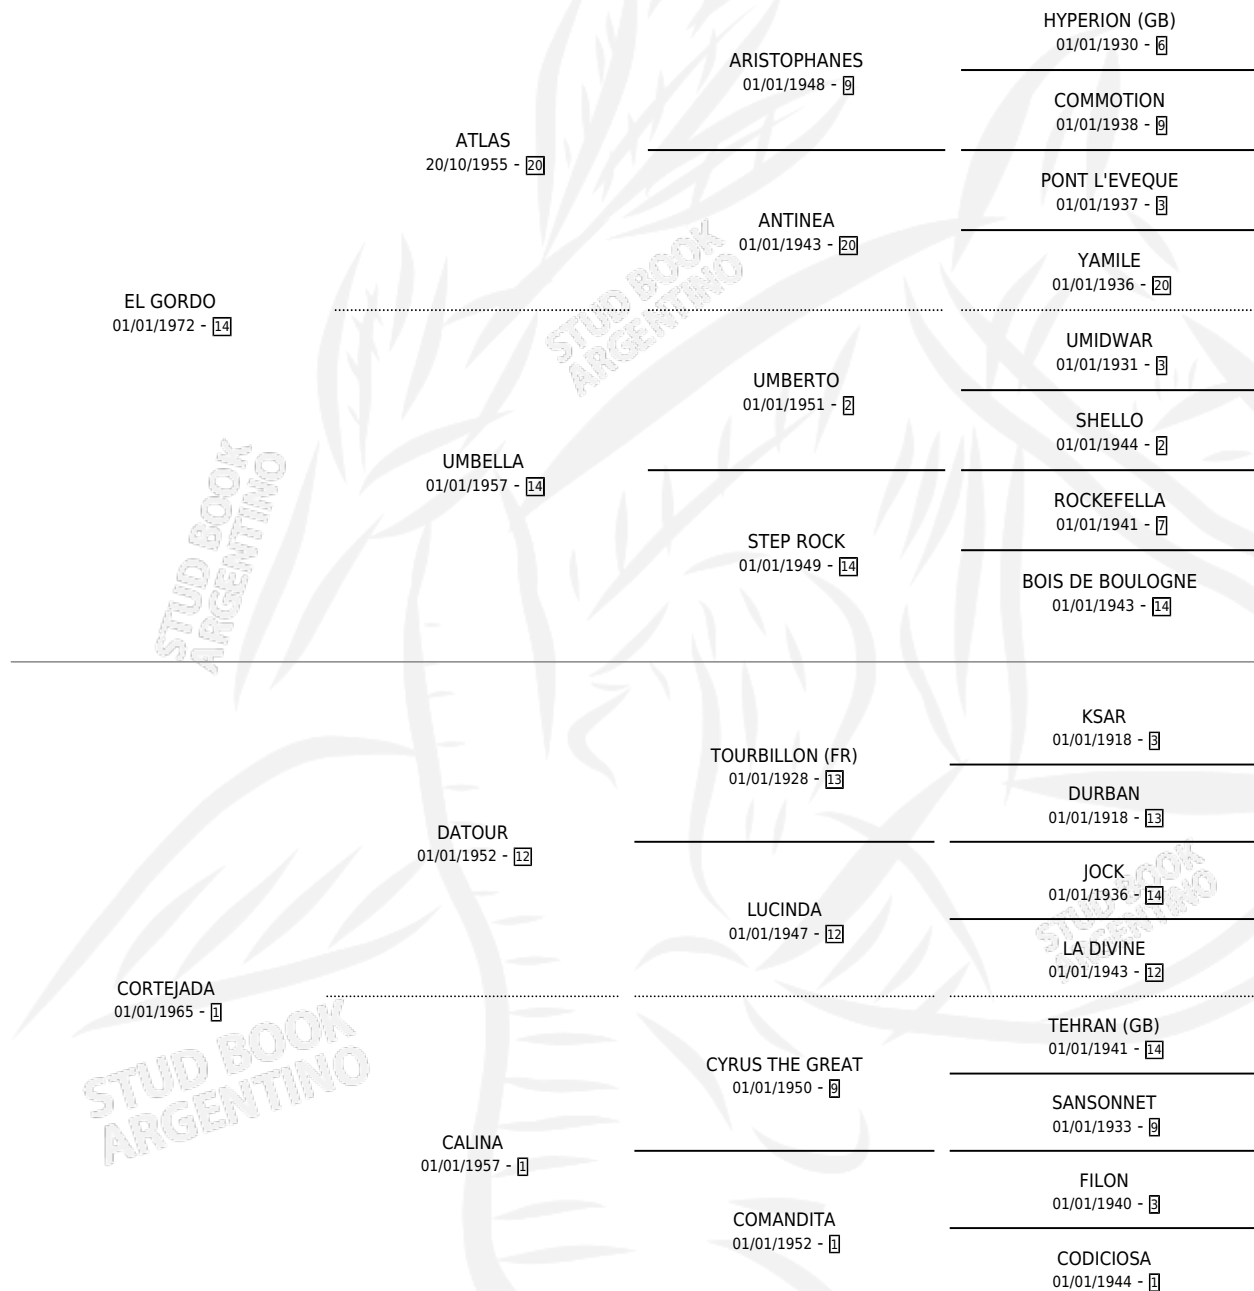 HYPERION (GB)
01/01/1930 - 6
ARISTOPHANES
01/01/1948 - 9
COMMOTION
01/01/1938 - 9
ATLAS
20/10/1955 - 20
PONT L'EVEQUE
01/01/1937 - 3
ANTINEA
01/01/1943 - 20
YAMILE
01/01/1936 - 20
EL GORDO
01/01/1972 - 14
UMIDWAR
01/01/1931 - 3
UMBERTO
01/01/1951 - 2
SHELLO
01/01/1944 - 2
UMBELLA
01/01/1957 - 14
ROCKEFELLA
01/01/1941 - 7
STEP ROCK
01/01/1949 - 14
BOIS DE BOULOGNE
01/01/1943 - 14
KSAR
01/01/1918 - 3
TOURBILLON (FR)
01/01/1928 - 13
DURBAN
01/01/1918 - 13
DATOUR
01/01/1952 - 12
JOCK
01/01/1936 - 14
LUCINDA
01/01/1947 - 12
LA DIVINE
01/01/1943 - 12
CORTEJADA
01/01/1965 - 1
TEHRAN (GB)
01/01/1941 - 14
CYRUS THE GREAT
01/01/1950 - 9
SANSONNET
01/01/1933 - 9
CALINA
01/01/1957 - 1
FILON
01/01/1940 - 3
COMANDITA
01/01/1952 - 1
CODICIOSA
01/01/1944 - 1
STUD BOOK
ARGENTINO
STUD BOOK
ARGENTINO
STUD BOOK
ARGENTINO
STUD BOOK
ARGENTINO